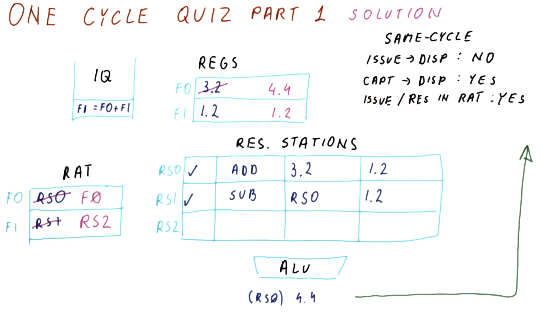 ONE CYCLE QUIZ PART 1 SOLUTION
SAME-CYCLE
ISSUE → DISP : NO
CAPT → DISP : YES
ISSUE / RES IN RAT : YES
IQ
F1 = F0+F1
REGS
F0 3.2 4.4
F1 1.2 1.2
RES. STATIONS
RS0 ✓ ADD 3.2 1.2
RS1 ✓ SUB RS0 1.2
RS2
RAT
F0 RS0 F0
F1 RS1 RS2
ALU
(RS0) 4.4